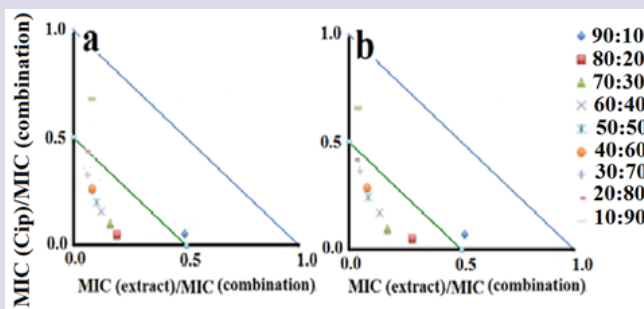 MIC (Cip)/MIC (combination)
a
1.0
0.5
0.0
0.0 0.5 1.0
MIC (extract)/MIC (combination)
b
1.0
0.5
0.0
0.0 0.5 1.0
MIC (extract)/MIC (combination)
90:10
80:20
70:30
60:40
50:50
40:60
30:70
20:80
10:90